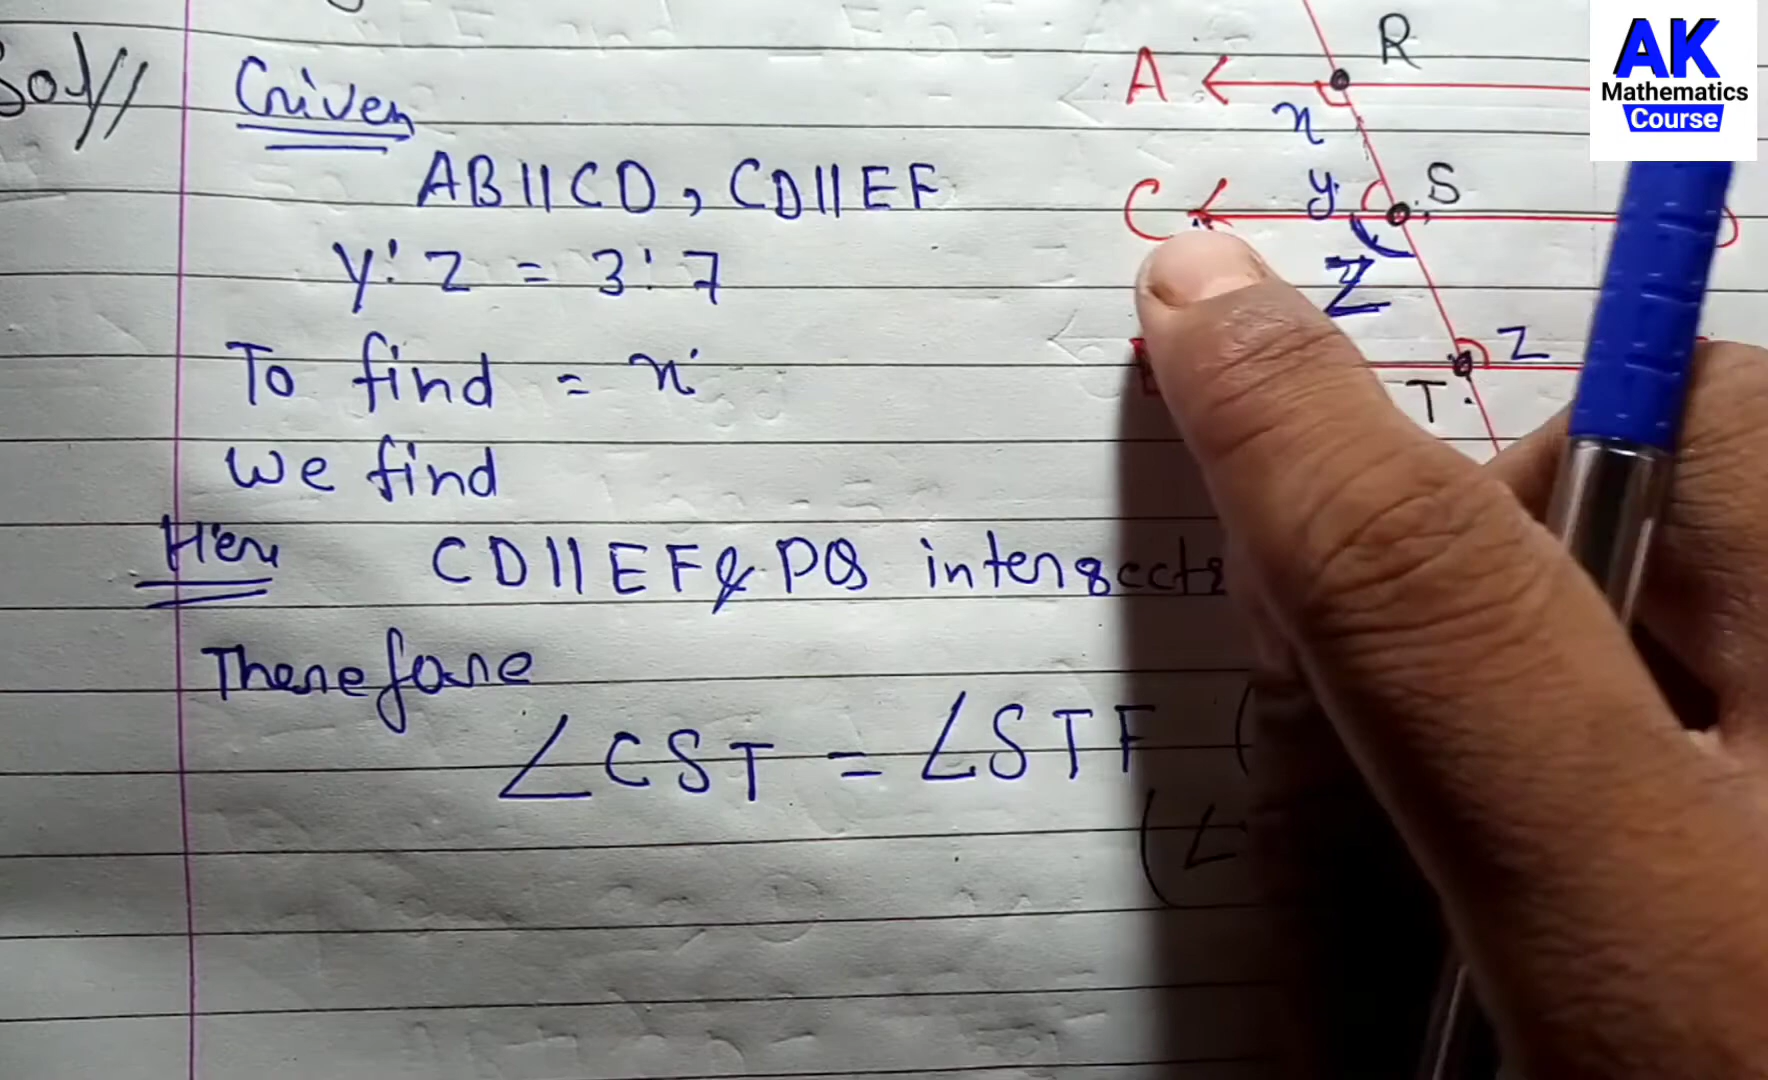 Sol//
Given
AB||CD, CD||EF
y:z = 3:7
To find = x
We find
Here CD||EF & PQ intersects
Therefore
∠CST = ∠STF (
(∠
R
A
x
C
y
S
Z
Z
T
AK
Mathematics
Course